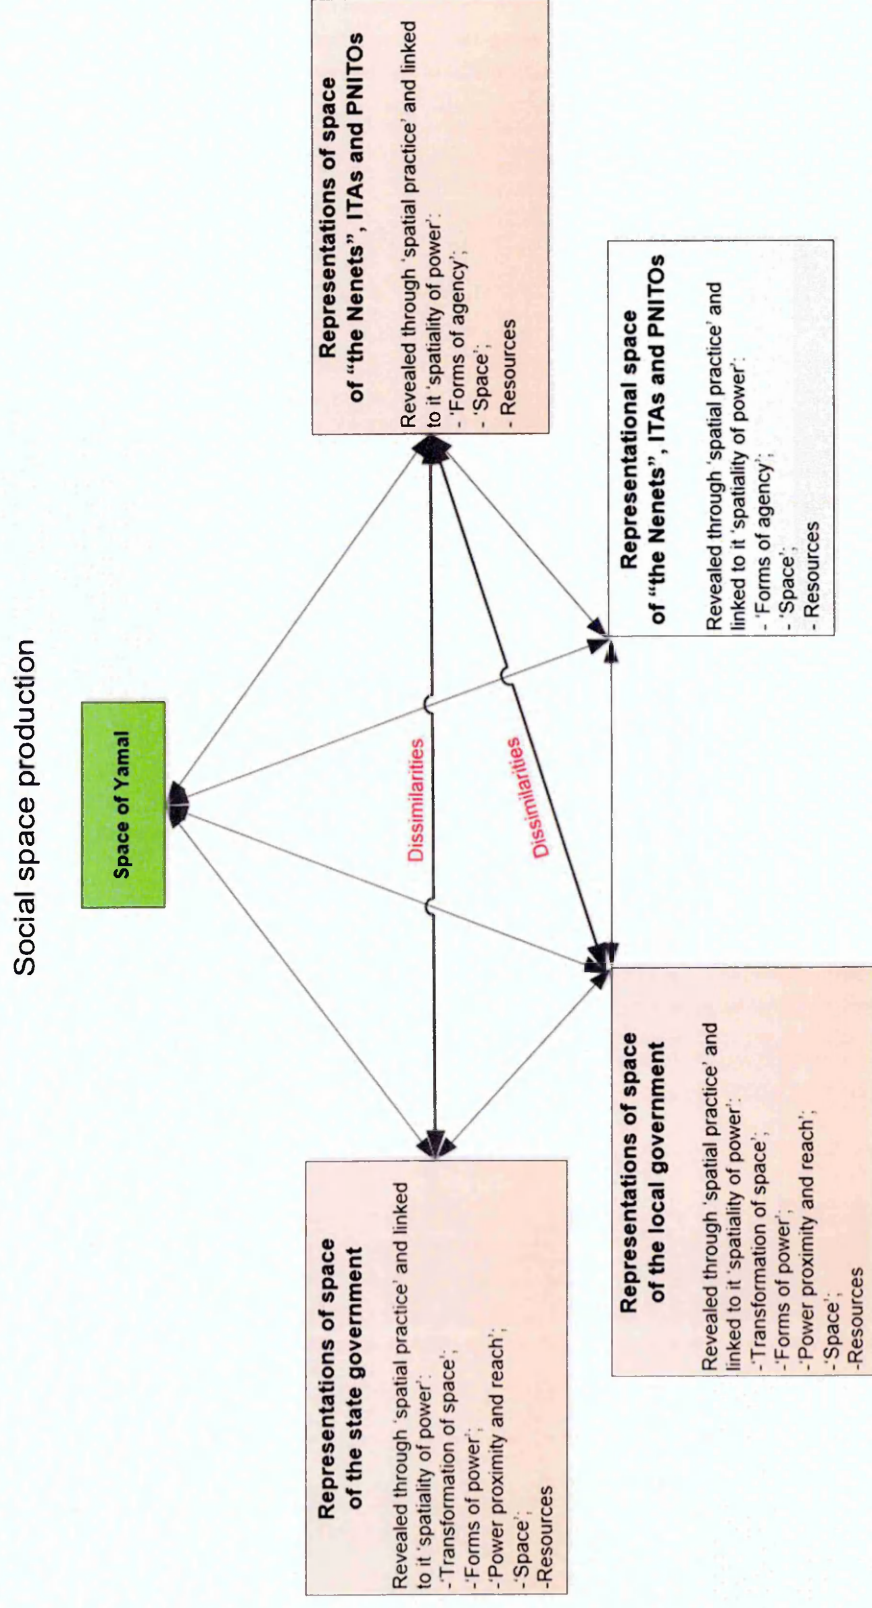 Social space production
Space of Yamal
Dissimilarities
Dissimilarities
Representations of space
of the state government
Revealed through ‘spatial practice’ and linked
to it ‘spatiality of power’:
-‘Transformation of space’;
-‘Forms of power’;
-‘Power proximity and reach’;
-‘Space’;
-Resources
Representations of space
of “the Nenets”, ITAs and PNITOs
Revealed through ‘spatial practice’ and linked
to it ‘spatiality of power’:
- ‘Forms of agency’;
- ‘Space’;
- Resources
Representations of space
of the local government
Revealed through ‘spatial practice’ and
linked to it ‘spatiality of power’:
-‘Transformation of space’;
-‘Forms of power’;
-‘Power proximity and reach’;
-‘Space’;
-Resources
Representational space
of “the Nenets”, ITAs and PNITOs
Revealed through ‘spatial practice’ and
linked to it ‘spatiality of power’:
- ‘Forms of agency’;
- ‘Space’;
- Resources